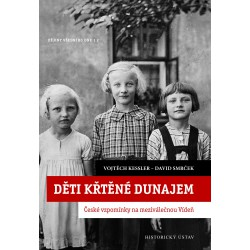 VOJTĚCH KESSLER – DAVID SMRČEK
DĚTI KŘTĚNÉ DUNAJEM
České vzpomínky na meziválečnou Vídeň
HISTORICKÝ ÚSTAV